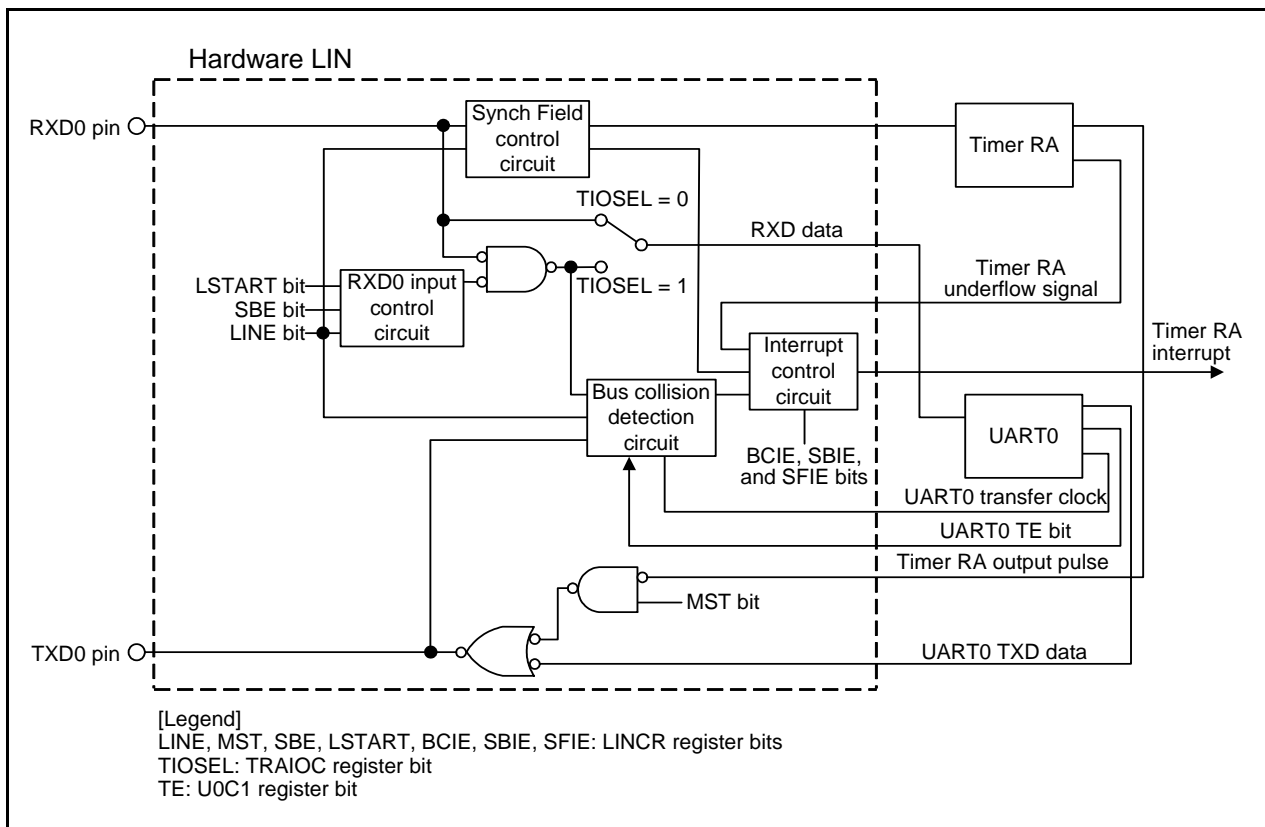 Hardware LIN
RXD0 pin
Synch Field
control
circuit
Timer RA
TIOSEL = 0
RXD data
LSTART bit
SBE bit
LINE bit
RXD0 input
control
circuit
TIOSEL = 1
Timer RA
underflow signal
Interrupt
control
circuit
Timer RA
interrupt
Bus collision
detection
circuit
UART0
BCIE, SBIE,
and SFIE bits
UART0 transfer clock
UART0 TE bit
Timer RA output pulse
MST bit
TXD0 pin
UART0 TXD data
[Legend]
LINE, MST, SBE, LSTART, BCIE, SBIE, SFIE: LINCR register bits
TIOSEL: TRAIOC register bit
TE: U0C1 register bit